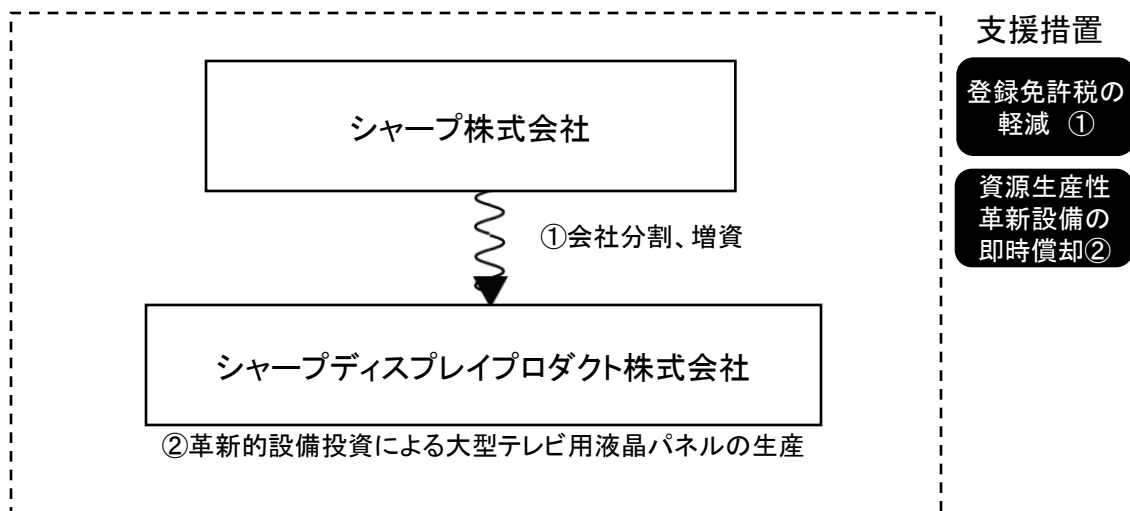 支援措置
シャープ株式会社
登録免許税の
軽減 ①
①会社分割、増資
資源生産性
革新設備の
即時償却②
シャープディスプレイプロダクト株式会社
②革新的設備投資による大型テレビ用液晶パネルの生産